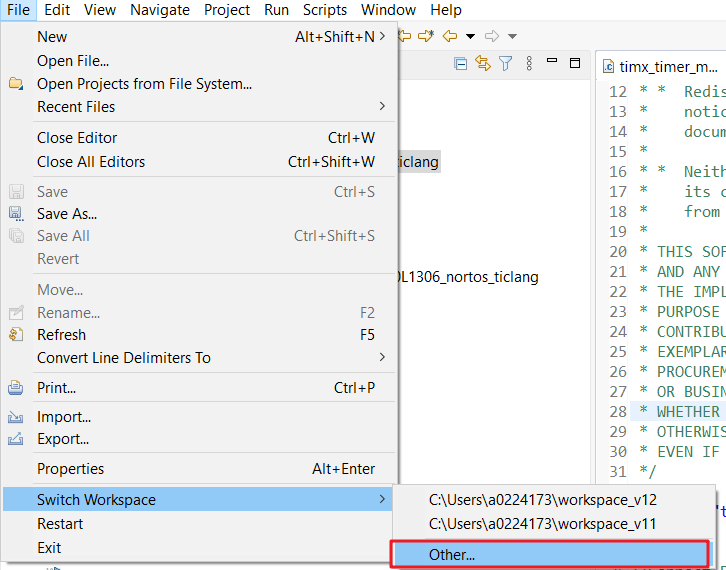 File Edit View Navigate Project Run Scripts Window Help
New Alt+Shift+N
Open File...
Open Projects from File System...
Recent Files
Close Editor Ctrl+W
Close All Editors Ctrl+Shift+W
Save Ctrl+S
Save As...
Save All Ctrl+Shift+S
Revert
Move...
Rename... F2
Refresh F5
Convert Line Delimiters To
Print... Ctrl+P
Import...
Export...
Properties Alt+Enter
Switch Workspace
Restart
Exit
C:\Users\a0224173\workspace_v12
C:\Users\a0224173\workspace_v11
Other...
ticlang
0L1306_nortos_ticlang
timx_timer_m...
12 * * Redis
13 * notic
14 * docum
15 *
16 * * Neith
17 * its c
18 * from
19 *
20 * THIS SOF
21 * AND ANY
22 * THE IMPL
23 * PURPOSE
24 * CONTRIBU
25 * EXEMPLAR
26 * PROCUREM
27 * OR BUSIN
28 * WHETHER
29 * OTHERWIS
30 * EVEN IF
31 */